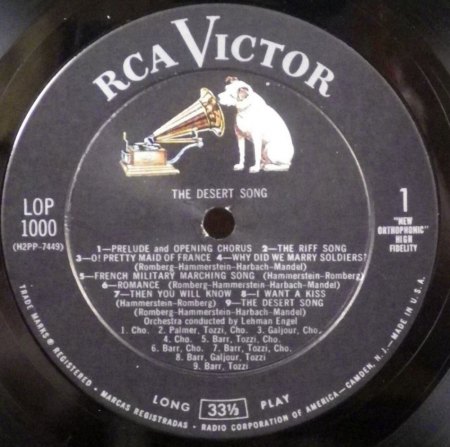 RCA VICTOR
THE DESERT SONG
LOP
1000
(H2PP-7449)
1
"NEW
ORTHOPHONIC"
HIGH
FIDELITY
1—PRELUDE and OPENING CHORUS 2—THE RIFF SONG
3—O! PRETTY MAID OF FRANCE 4—WHY DID WE MARRY SOLDIERS?
(Romberg-Hammerstein-Harbach-Mandel)
5—FRENCH MILITARY MARCHING SONG (Hammerstein-Romberg)
6—ROMANCE (Romberg-Hammerstein-Harbach-Mandel)
7—THEN YOU WILL KNOW 8—I WANT A KISS
(Hammerstein-Romberg) 9—THE DESERT SONG
(Romberg-Hammerstein-Harbach-Mandel)
Orchestra conducted by Lehman Engel
1. Cho. 2. Palmer, Tozzi, Cho. 3. Galjour, Cho.
4. Cho. 5. Barr, Tozzi, Cho.
6. Barr, Cho. 7. Barr, Tozzi, Cho.
8. Barr, Galjour, Tozzi
9. Barr, Tozzi
LONG 33⅓ PLAY
TRADE MARKS ® REGISTERED • MARCAS REGISTRADAS • RADIO CORPORATION OF AMERICA—CAMDEN, N. J.—MADE IN U.S.A.